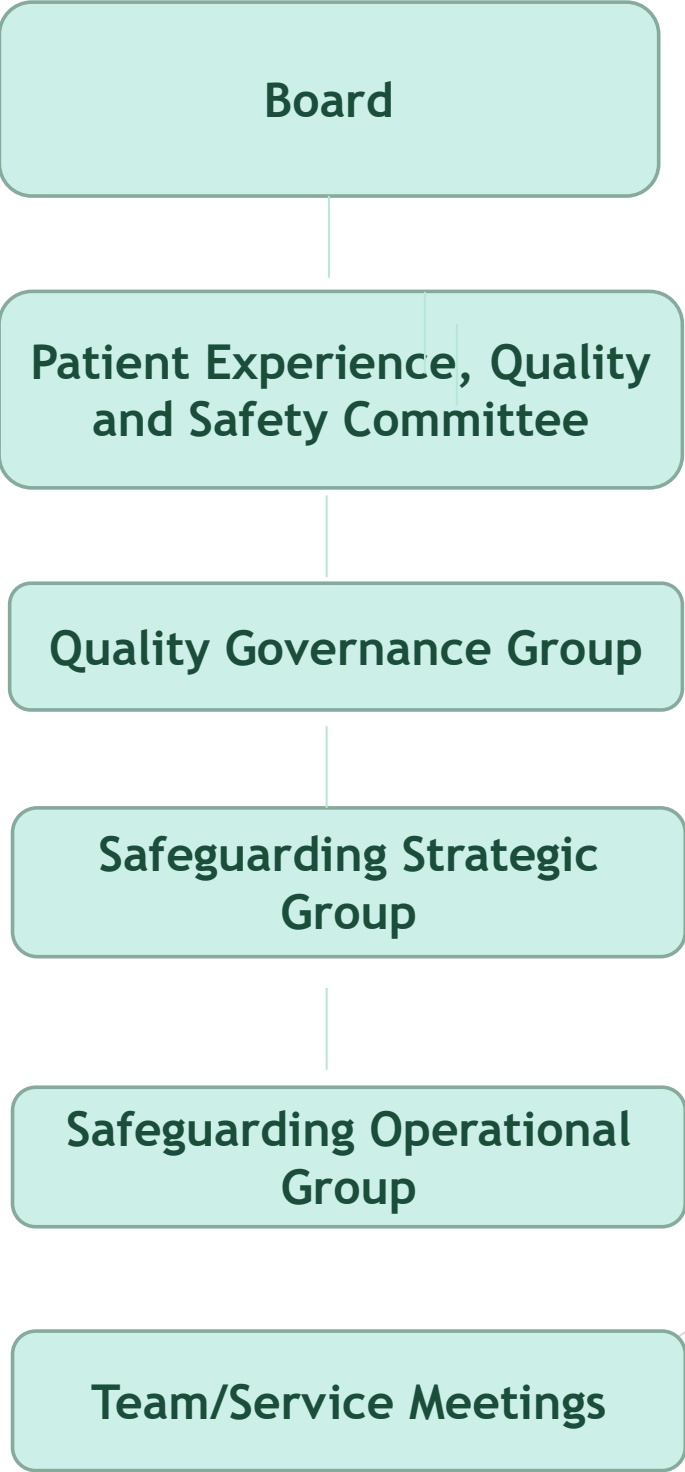 Board
Patient Experience, Quality
and Safety Committee
Quality Governance Group
Safeguarding Strategic
Group
Safeguarding Operational
Group
Team/Service Meetings